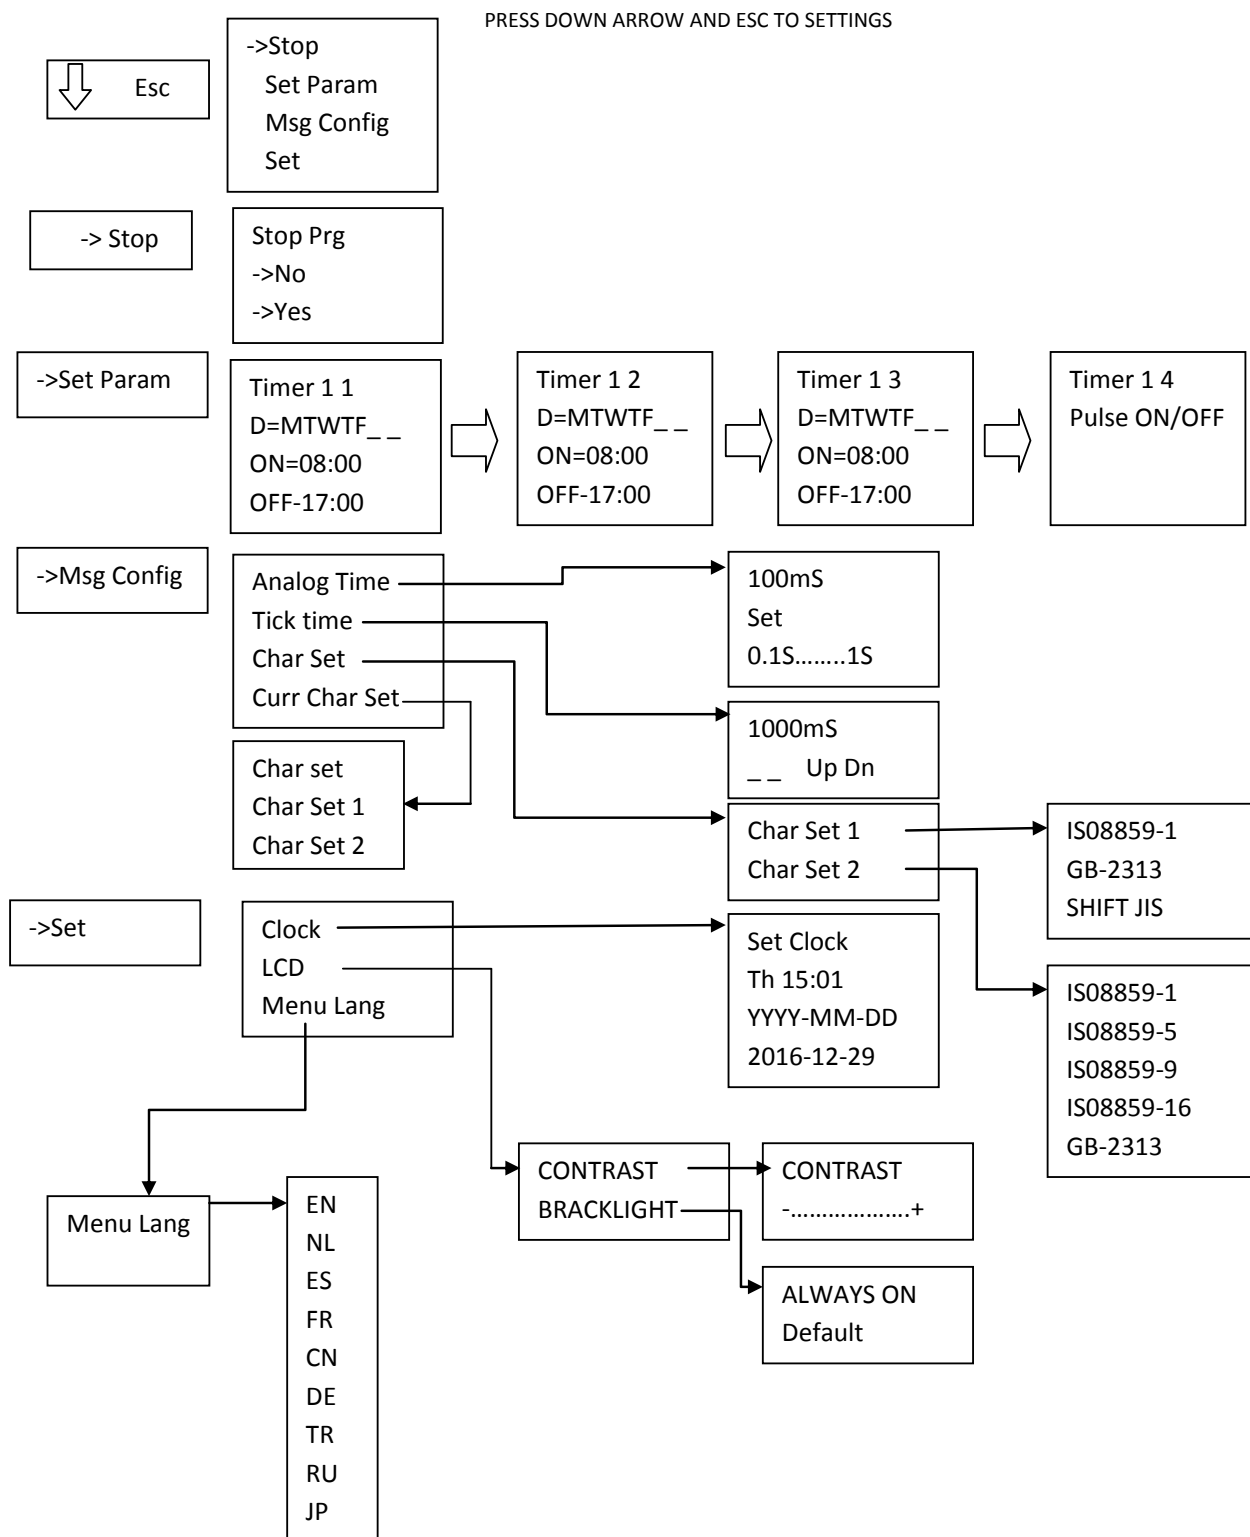 PRESS DOWN ARROW AND ESC TO SETTINGS
Esc
->Stop
Set Param
Msg Config
Set
-> Stop
Stop Prg
->No
->Yes
->Set Param
Timer 1 1
D=MTWTF_ _
ON=08:00
OFF-17:00
Timer 1 2
D=MTWTF_ _
ON=08:00
OFF-17:00
Timer 1 3
D=MTWTF_ _
ON=08:00
OFF-17:00
Timer 1 4
Pulse ON/OFF
->Msg Config
Analog Time
Tick time
Char Set
Curr Char Set
100mS
Set
0.1S........1S
1000mS
_ _ Up Dn
Char set
Char Set 1
Char Set 2
Char Set 1
Char Set 2
IS08859-1
GB-2313
SHIFT JIS
IS08859-1
IS08859-5
IS08859-9
IS08859-16
GB-2313
->Set
Clock
LCD
Menu Lang
Set Clock
Th 15:01
YYYY-MM-DD
2016-12-29
CONTRAST
BRACKLIGHT
CONTRAST
-...................+
ALWAYS ON
Default
Menu Lang
EN
NL
ES
FR
CN
DE
TR
RU
JP